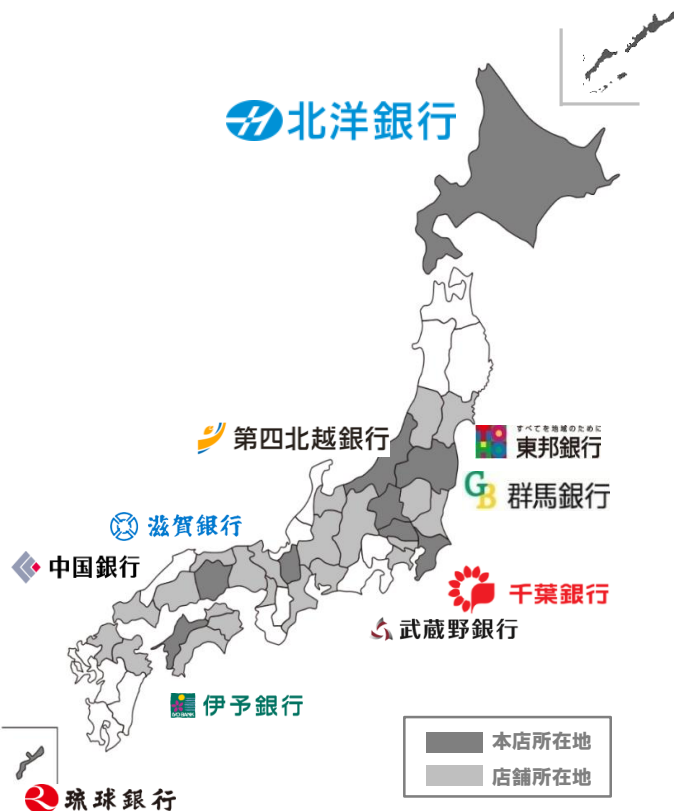 北洋銀行
第四北越銀行
すべてを地域のために
東邦銀行
GB 群馬銀行
滋賀銀行
中国銀行
千葉銀行
武蔵野銀行
IYO BANK
伊予銀行
本店所在地
店舗所在地
琉球銀行